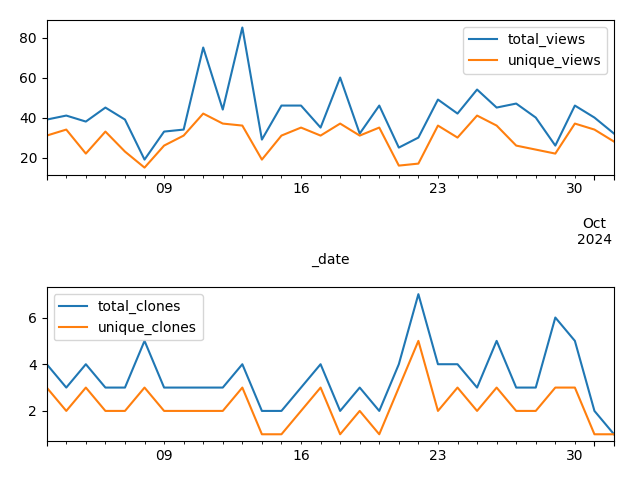 80
60
40
20
total_views
unique_views
09
16
23
30
Oct
2024
_date
6
4
2
total_clones
unique_clones
09
16
23
30